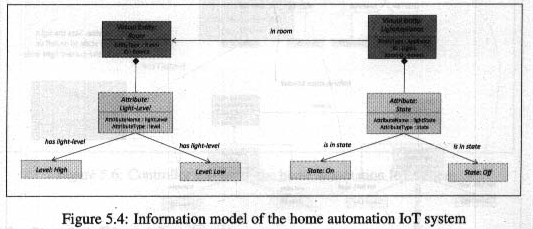 Virtual Entity:
Room
in room
Virtual Entity:
LightAppliance
Attribute:
Light-Level
AttributeName : lightLevel
AttributeType : level
Attribute:
State
AttributeName : lightState
AttributeType : state
has light-level
has light-level
is in state
is in state
Level: High
Level: Low
State: On
State: Off
Figure 5.4: Information model of the home automation IoT system